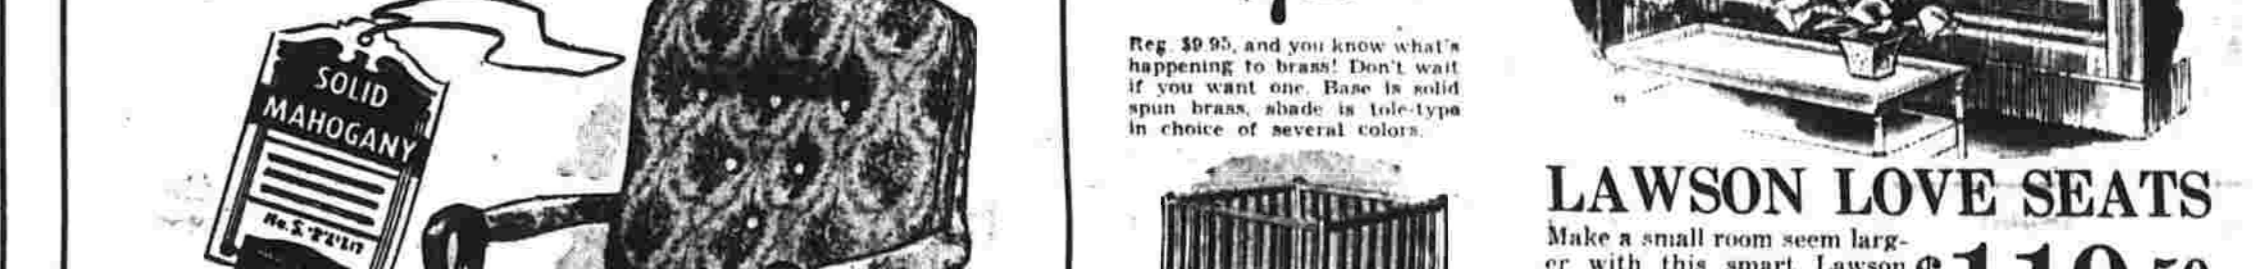 SOLID
MAHOGANY
Reg. $9.95, and you know what's
happening to brass! Don't wait
if you want one. Base is solid
spun brass, shade is tole-type
in choice of several colors.
LAWSON LOVE SEATS
Make a small room seem larg-
er with this smart Lawson